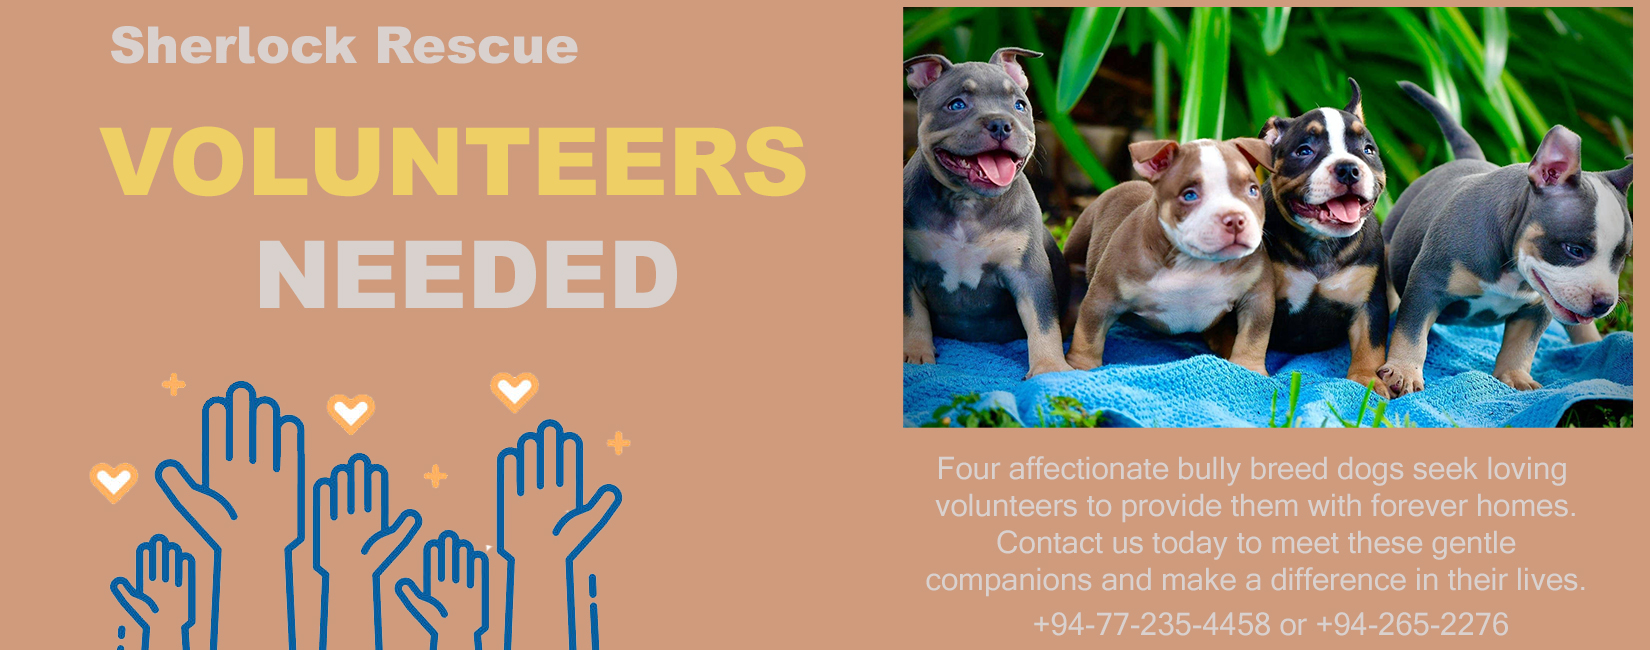 Sherlock Rescue
VOLUNTEERS
NEEDED
Four affectionate bully breed dogs seek loving
volunteers to provide them with forever homes.
Contact us today to meet these gentle
companions and make a difference in their lives.
+94-77-235-4458 or +94-265-2276